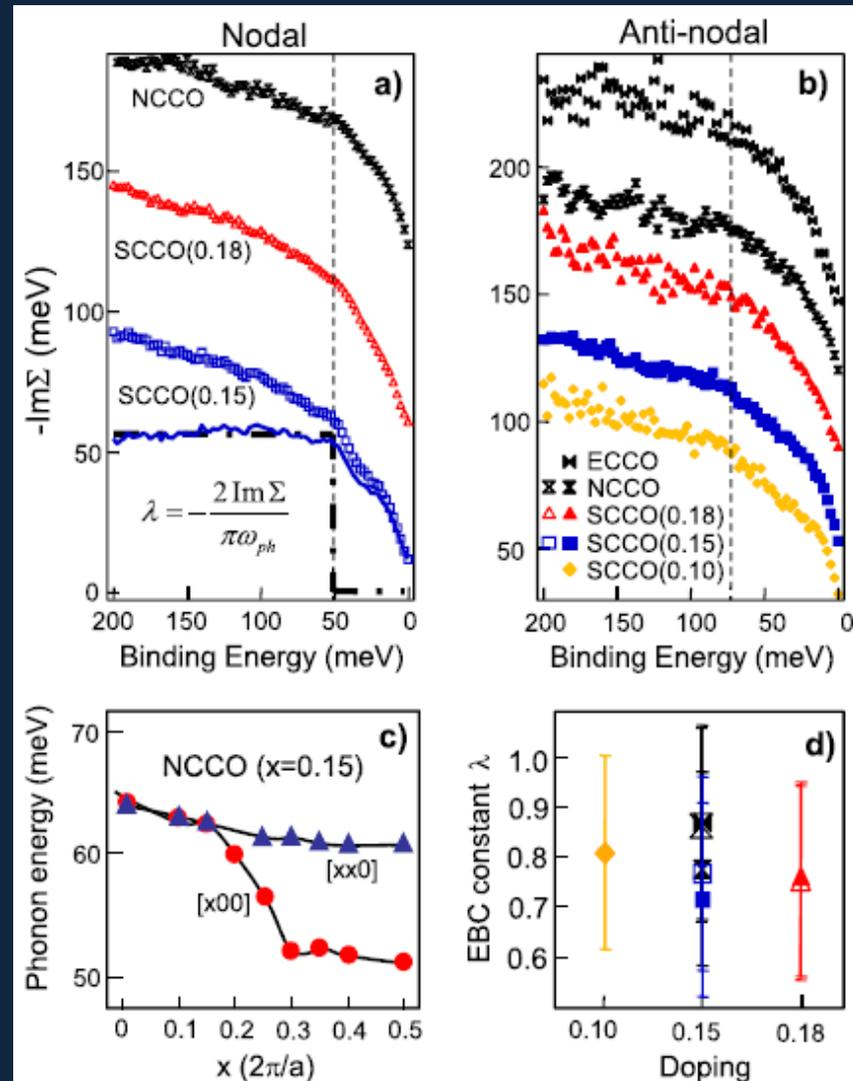 Nodal
a)
NCCO
SCCO(0.18)
SCCO(0.15)
λ = - 2 Im Σ / πω_ph
-ImΣ (meV)
150
100
50
0
200 150 100 50 0
Binding Energy (meV)
Anti-nodal
b)
200
150
100
50
ECCO
NCCO
SCCO(0.18)
SCCO(0.15)
SCCO(0.10)
200 150 100 50 0
Binding Energy (meV)
c)
NCCO (x=0.15)
[xx0]
[x00]
Phonon energy (meV)
70
60
50
0 0.1 0.2 0.3 0.4 0.5
x (2π/a)
d)
EBC constant λ
1.0
0.9
0.8
0.7
0.6
0.10 0.15 0.18
Doping